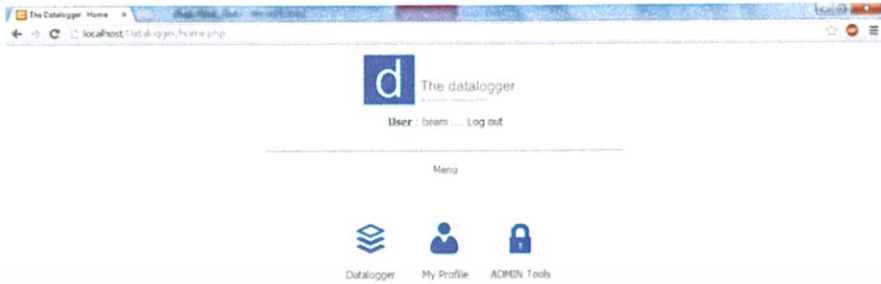 The Datalogger Home
localhost/Datalogger/home.php
d
The datalogger
User : beam .... Log out
Menu
Datalogger My Profile ADMIN Tools